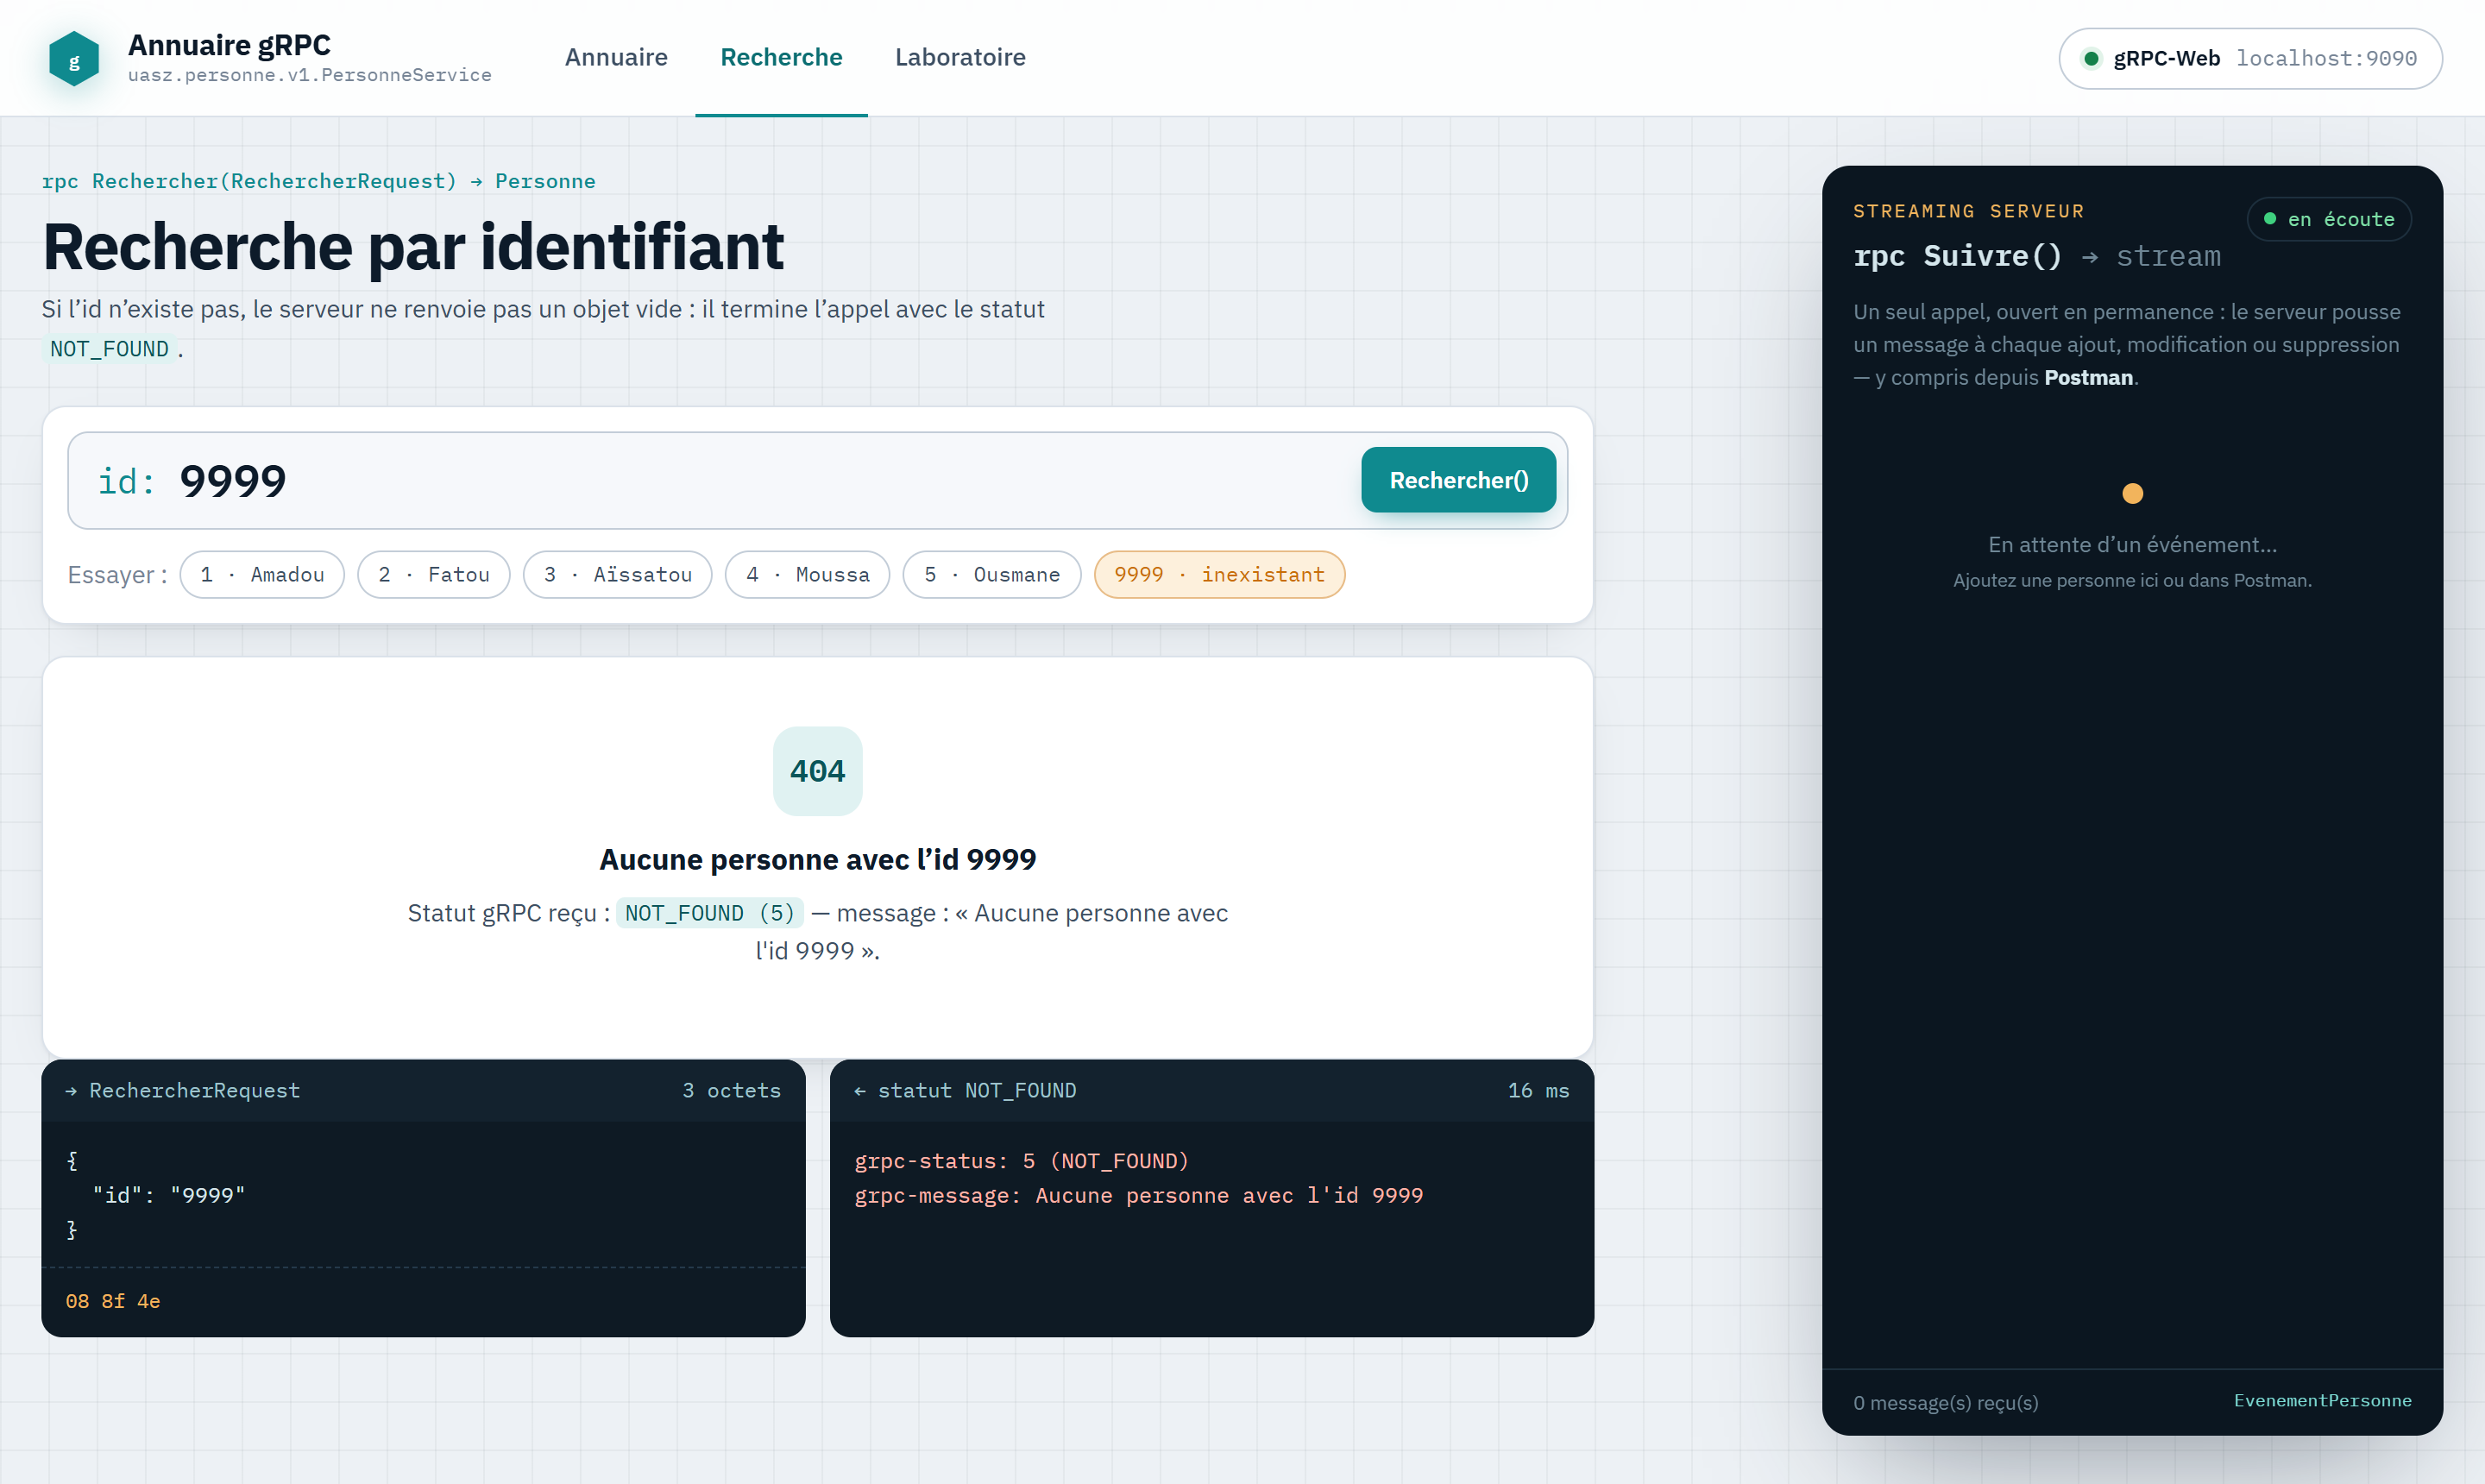 g
Annuaire gRPC
uasz.personne.v1.PersonneService
Annuaire
Recherche
Laboratoire
gRPC-Web localhost:9090
rpc Rechercher(RechercherRequest) → Personne
Recherche par identifiant
Si l’id n’existe pas, le serveur ne renvoie pas un objet vide : il termine l’appel avec le statut
NOT_FOUND .
id: 9999
Rechercher()
Essayer :
1 · Amadou
2 · Fatou
3 · Aïssatou
4 · Moussa
5 · Ousmane
9999 · inexistant
404
Aucune personne avec l’id 9999
Statut gRPC reçu : NOT_FOUND (5) — message : « Aucune personne avec
l'id 9999 ».
→ RechercherRequest
3 octets
{
"id": "9999"
}
08 8f 4e
← statut NOT_FOUND
16 ms
grpc-status: 5 (NOT_FOUND)
grpc-message: Aucune personne avec l'id 9999
STREAMING SERVEUR
en écoute
rpc Suivre() → stream
Un seul appel, ouvert en permanence : le serveur pousse
un message à chaque ajout, modification ou suppression
— y compris depuis Postman.
En attente d’un événement…
Ajoutez une personne ici ou dans Postman.
0 message(s) reçu(s)
EvenementPersonne